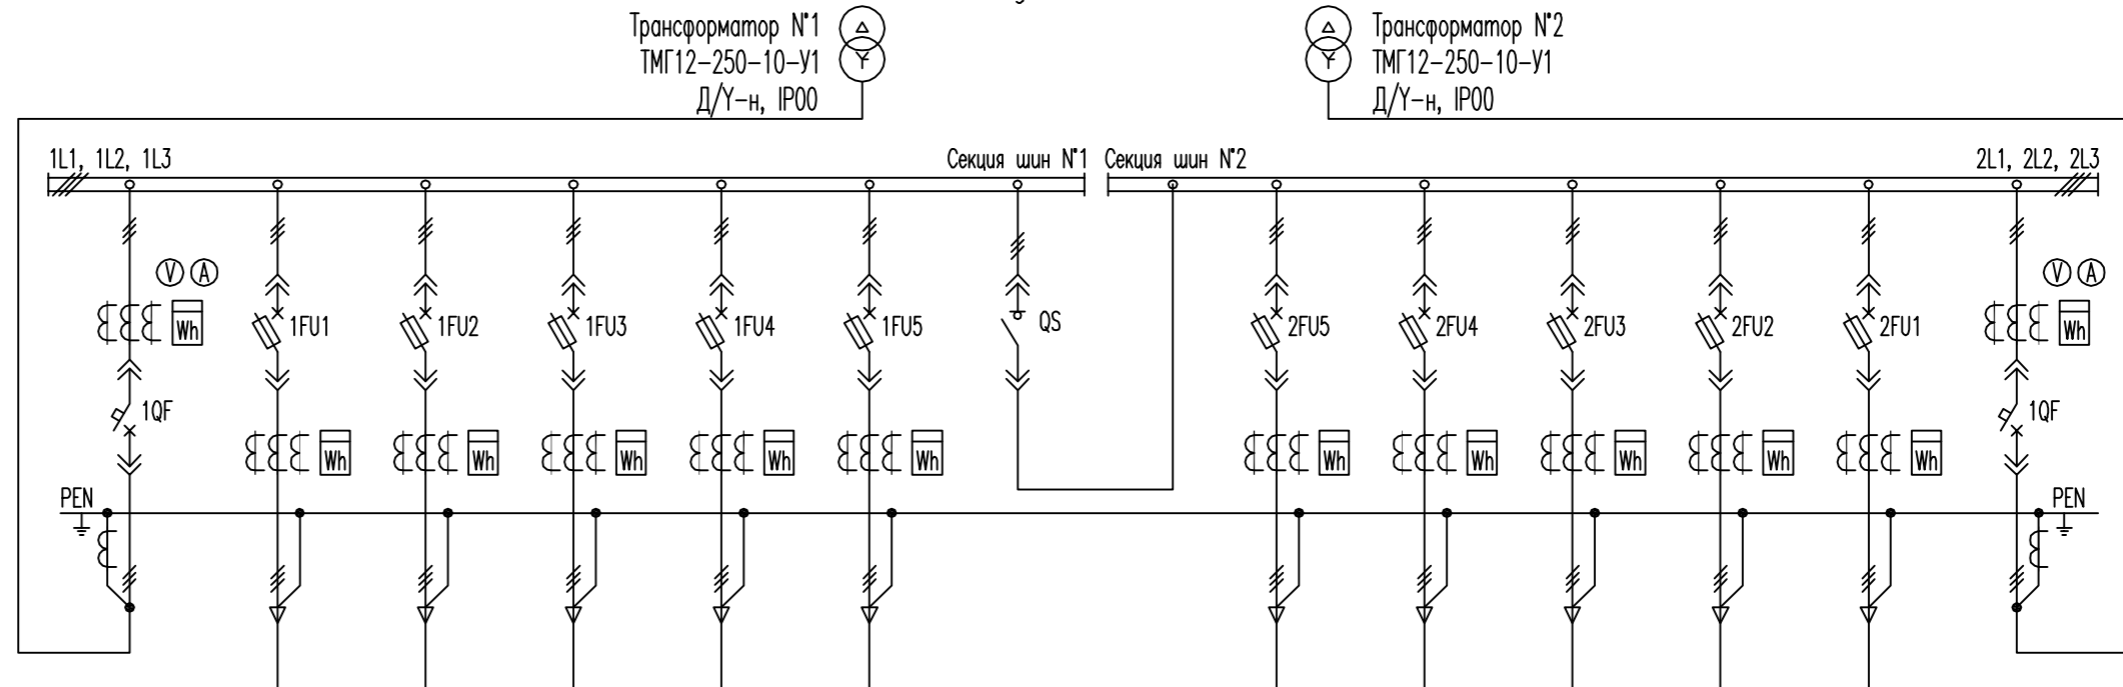 Трансформатор N°1
ТМГ12-250-10-У1
Д/Y-н, IP00
Трансформатор N°2
ТМГ12-250-10-У1
Д/Y-н, IP00
1L1, 1L2, 1L3
Секция шин N°1
Секция шин N°2
2L1, 2L2, 2L3
V A
V A
Wh
1FU1
1FU2
1FU3
1FU4
1FU5
QS
2FU5
2FU4
2FU3
2FU2
2FU1
Wh
1QF
1QF
Wh
Wh
Wh
Wh
Wh
Wh
Wh
Wh
Wh
Wh
PEN
PEN